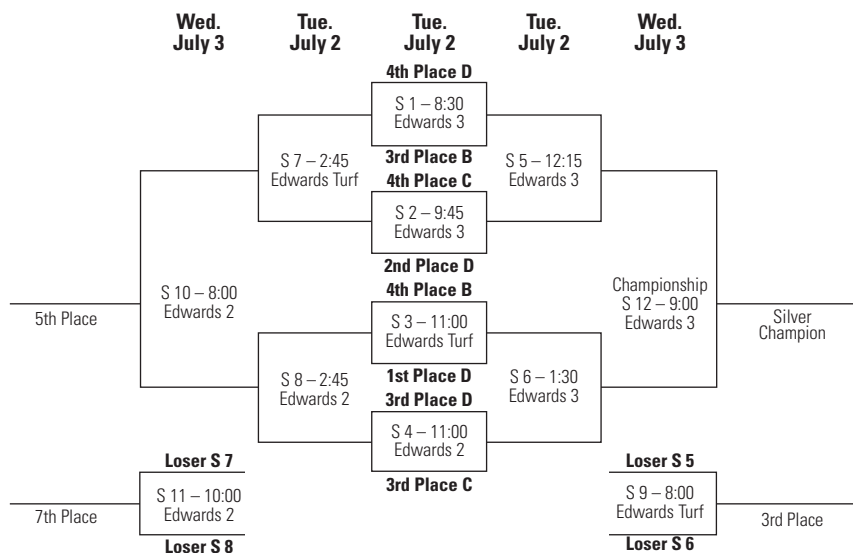 Wed.
July 3
Tue.
July 2
Tue.
July 2
Tue.
July 2
Wed.
July 3
4th Place D
S 1 – 8:30
Edwards 3
3rd Place B
S 7 – 2:45
Edwards Turf
S 5 – 12:15
Edwards 3
4th Place C
S 2 – 9:45
Edwards 3
2nd Place D
S 10 – 8:00
Edwards 2
5th Place
Championship
S 12 – 9:00
Edwards 3
Silver
Champion
4th Place B
S 3 – 11:00
Edwards Turf
1st Place D
S 8 – 2:45
Edwards 2
S 6 – 1:30
Edwards 3
3rd Place D
S 4 – 11:00
Edwards 2
3rd Place C
Loser S 7
S 11 – 10:00
Edwards 2
7th Place
Loser S 8
Loser S 5
S 9 – 8:00
Edwards Turf
3rd Place
Loser S 6